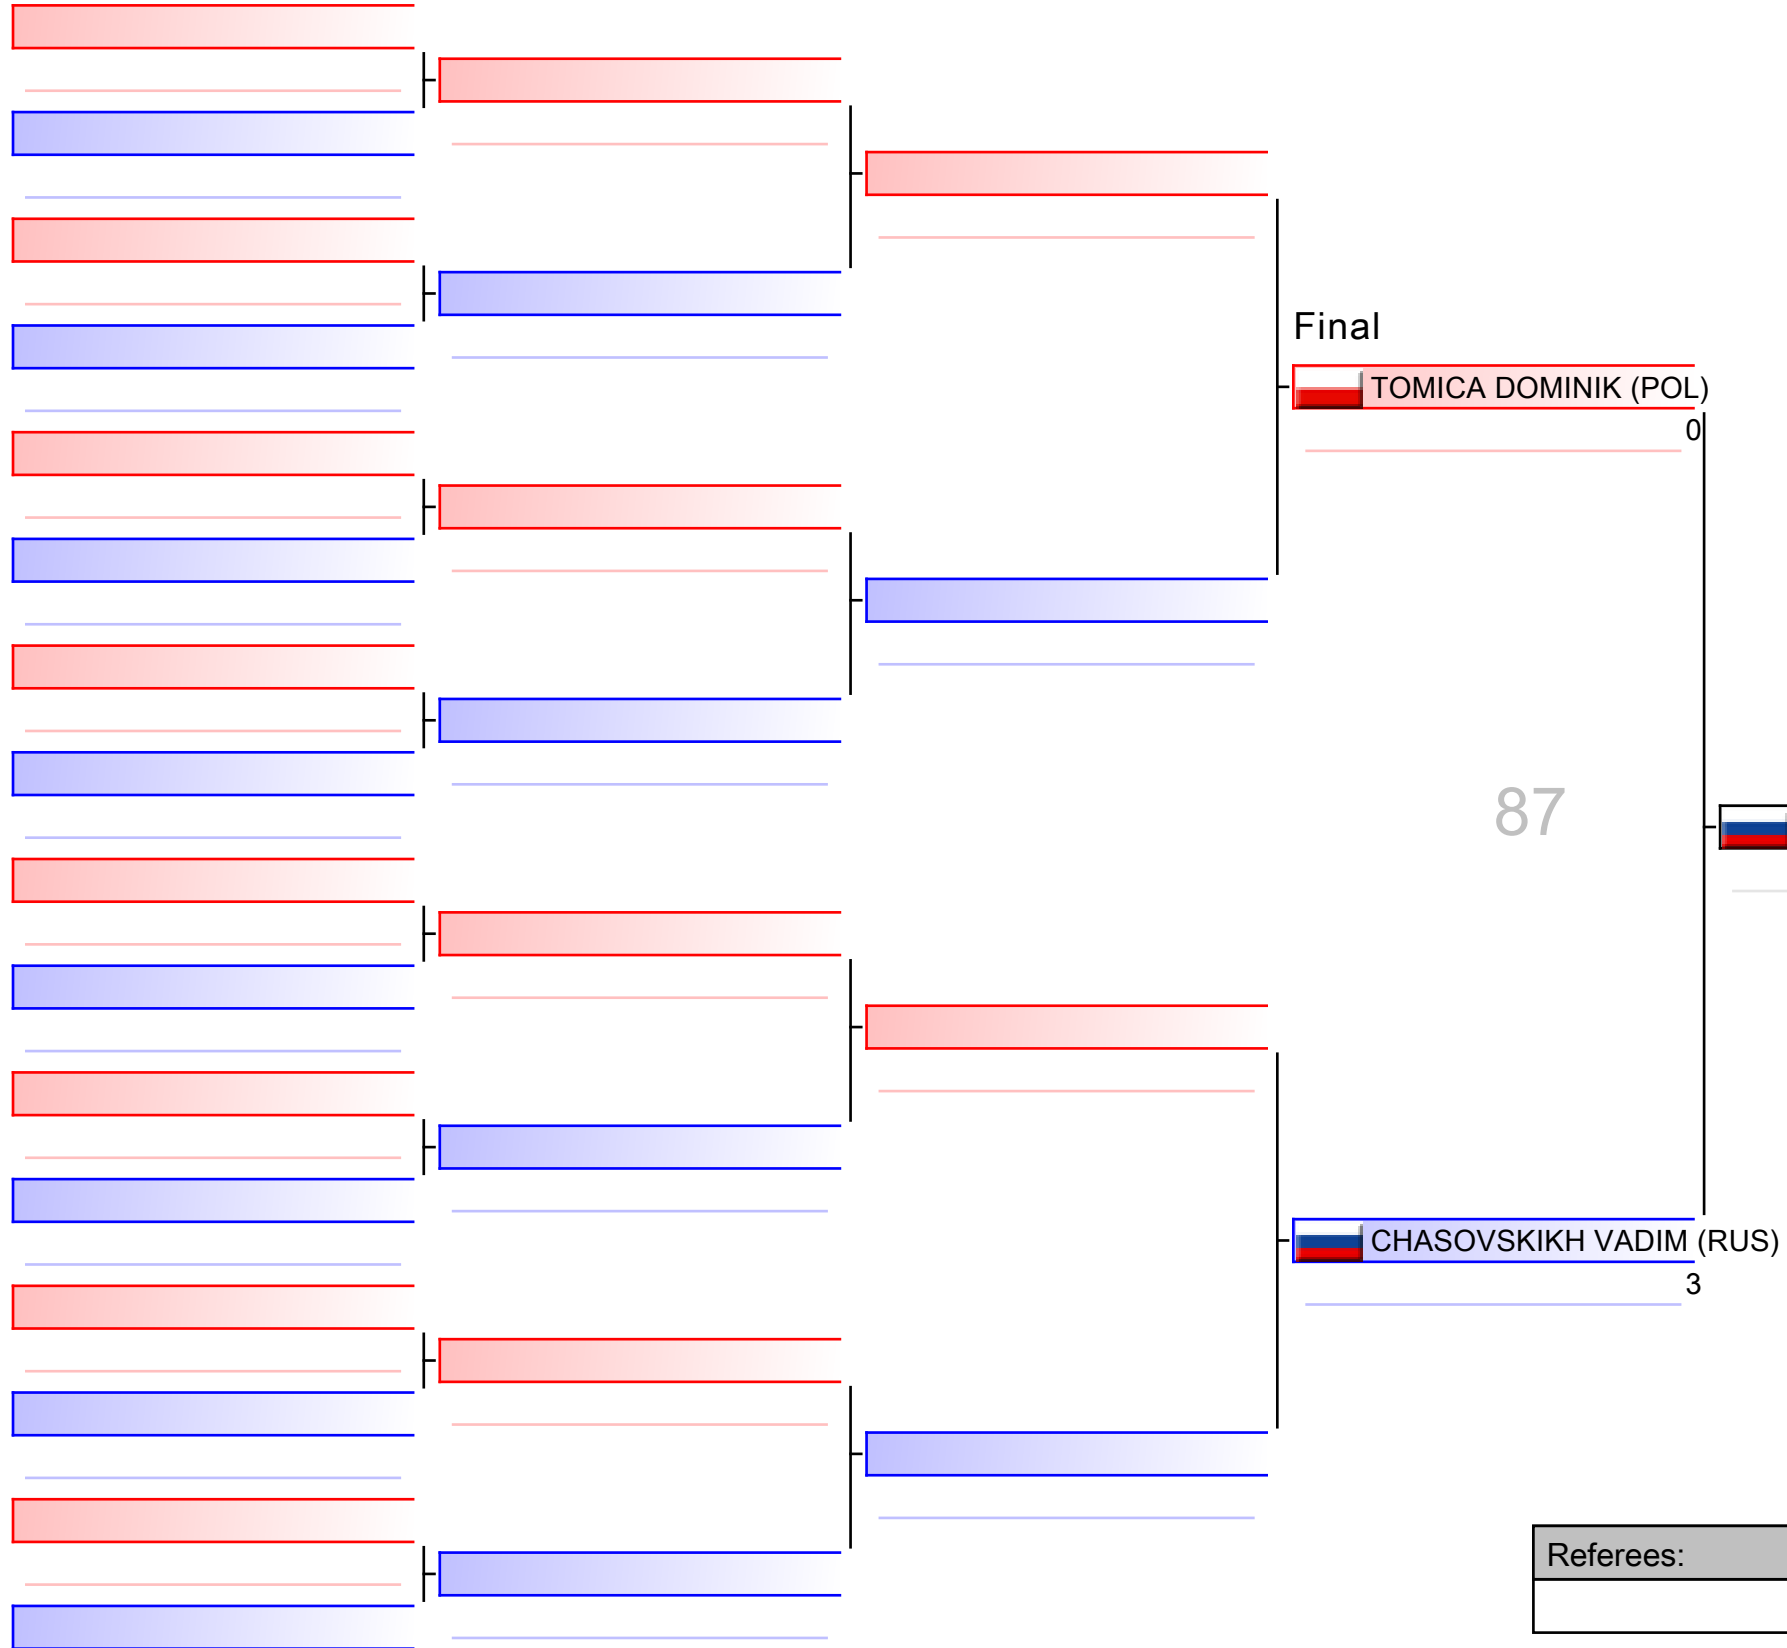 Final
TOMICA DOMINIK (POL)
0
87
CHASOVSKIKH VADIM (RUS)
3
Referees: